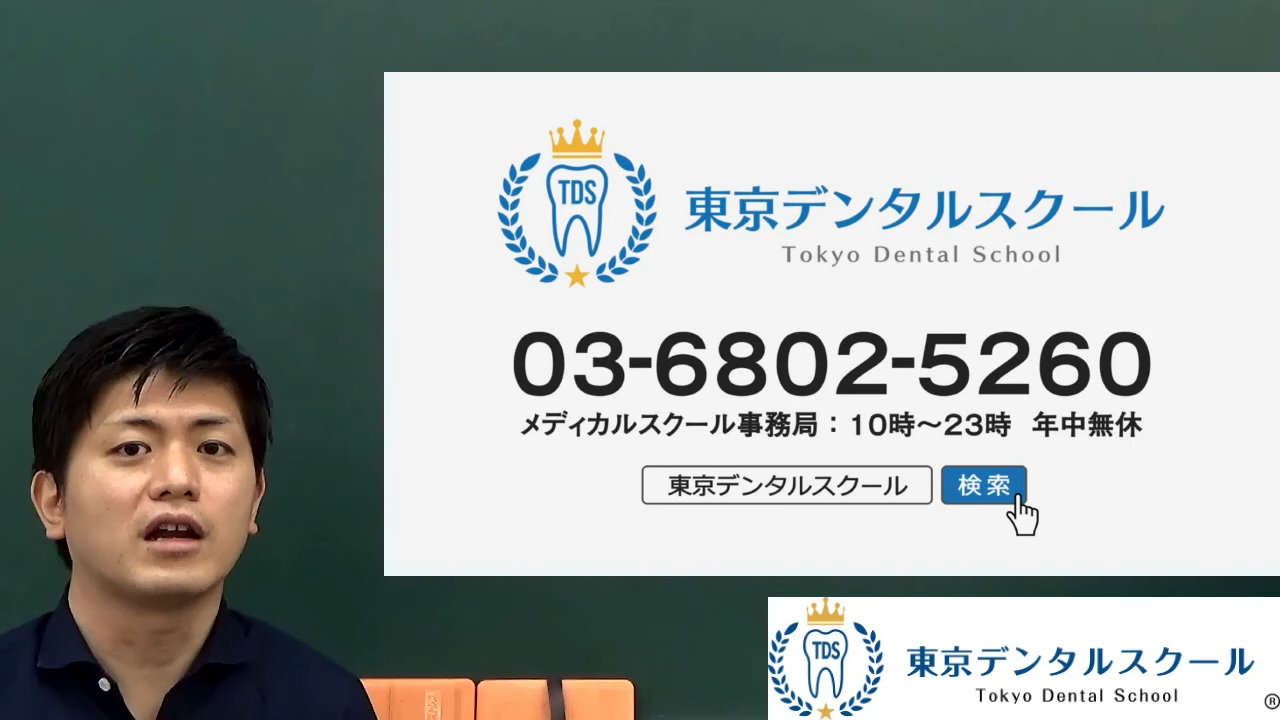 TDS
東京デンタルスクール
Tokyo Dental School
03-6802-5260
メディカルスクール事務局：10時～23時 年中無休
東京デンタルスクール 検索
TDS
東京デンタルスクール
Tokyo Dental School
®